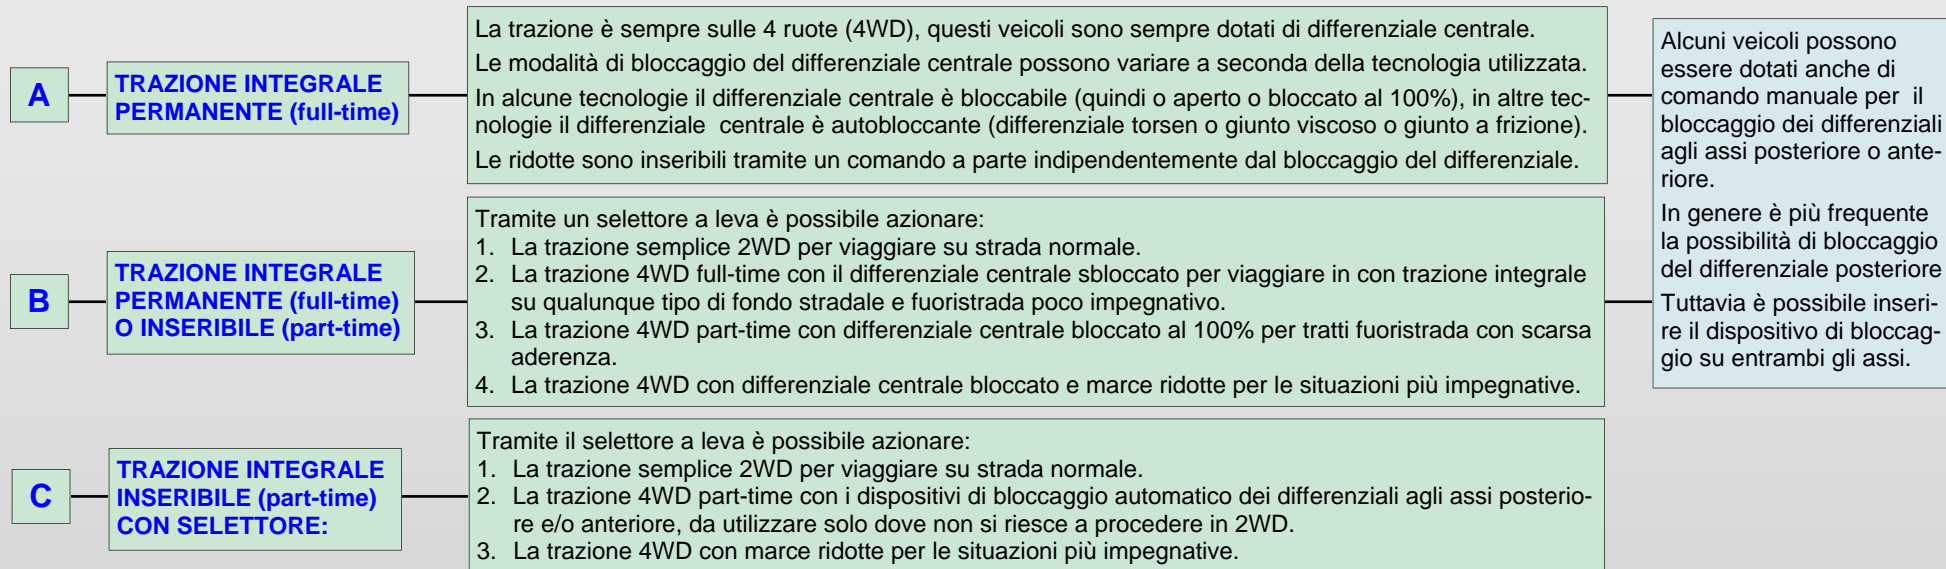 A
TRAZIONE INTEGRALE
PERMANENTE (full-time)
La trazione è sempre sulle 4 ruote (4WD), questi veicoli sono sempre dotati di differenziale centrale.
Le modalità di bloccaggio del differenziale centrale possono variare a seconda della tecnologia utilizzata.
In alcune tecnologie il differenziale centrale è bloccabile (quindi o aperto o bloccato al 100%), in altre tec-
nologie il differenziale centrale è autobloccante (differenziale torsen o giunto viscoso o giunto a frizione).
Le ridotte sono inseribili tramite un comando a parte indipendentemente dal bloccaggio del differenziale.
B
TRAZIONE INTEGRALE
PERMANENTE (full-time)
O INSERIBILE (part-time)
Tramite un selettore a leva è possibile azionare:
1. La trazione semplice 2WD per viaggiare su strada normale.
2. La trazione 4WD full-time con il differenziale centrale sbloccato per viaggiare in con trazione integrale
su qualunque tipo di fondo stradale e fuoristrada poco impegnativo.
3. La trazione 4WD part-time con differenziale centrale bloccato al 100% per tratti fuoristrada con scarsa
aderenza.
4. La trazione 4WD con differenziale centrale bloccato e marce ridotte per le situazioni più impegnative.
Alcuni veicoli possono
essere dotati anche di
comando manuale per il
bloccaggio dei differenziali
agli assi posteriore o ante-
riore.
In genere è più frequente
la possibilità di bloccaggio
del differenziale posteriore
Tuttavia è possibile inseri-
re il dispositivo di bloccag-
gio su entrambi gli assi.
C
TRAZIONE INTEGRALE
INSERIBILE (part-time)
CON SELETTORE:
Tramite il selettore a leva è possibile azionare:
1. La trazione semplice 2WD per viaggiare su strada normale.
2. La trazione 4WD part-time con i dispositivi di bloccaggio automatico dei differenziali agli assi posterio-
re e/o anteriore, da utilizzare solo dove non si riesce a procedere in 2WD.
3. La trazione 4WD con marce ridotte per le situazioni più impegnative.